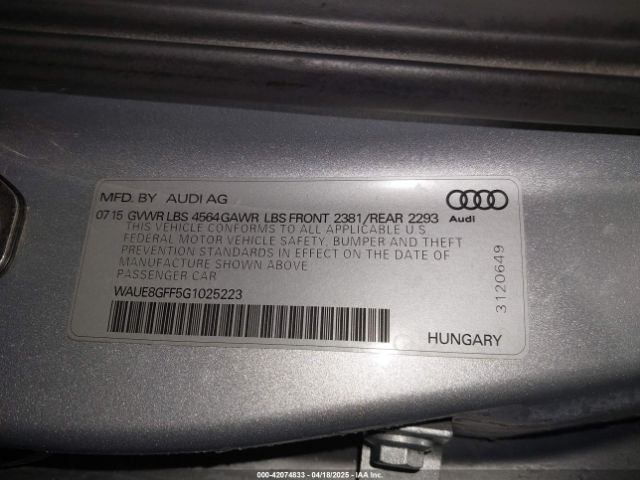 MFD. BY AUDI AG
0715 GVWR LBS 4564 GAWR LBS FRONT 2381/REAR 2293
THIS VEHICLE CONFORMS TO ALL APPLICABLE U.S.
FEDERAL MOTOR VEHICLE SAFETY, BUMPER AND THEFT
PREVENTION STANDARDS IN EFFECT ON THE DATE OF
MANUFACTURE SHOWN ABOVE
PASSENGER CAR
WAUE8GFF5G1025223
Audi
3120649
HUNGARY
000-42074833 - 04/18/2025 - IAA Inc.